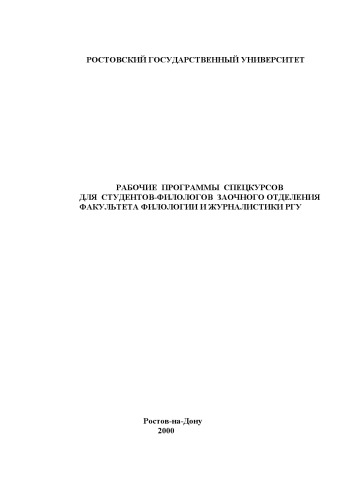 РОСТОВСКИЙ ГОСУДАРСТВЕННЫЙ УНИВЕРСИТЕТ
РАБОЧИЕ ПРОГРАММЫ СПЕЦКУРСОВ
ДЛЯ СТУДЕНТОВ-ФИЛОЛОГОВ ЗАОЧНОГО ОТДЕЛЕНИЯ
ФАКУЛЬТЕТА ФИЛОЛОГИИ И ЖУРНАЛИСТИКИ РГУ
Ростов-на-Дону
2000